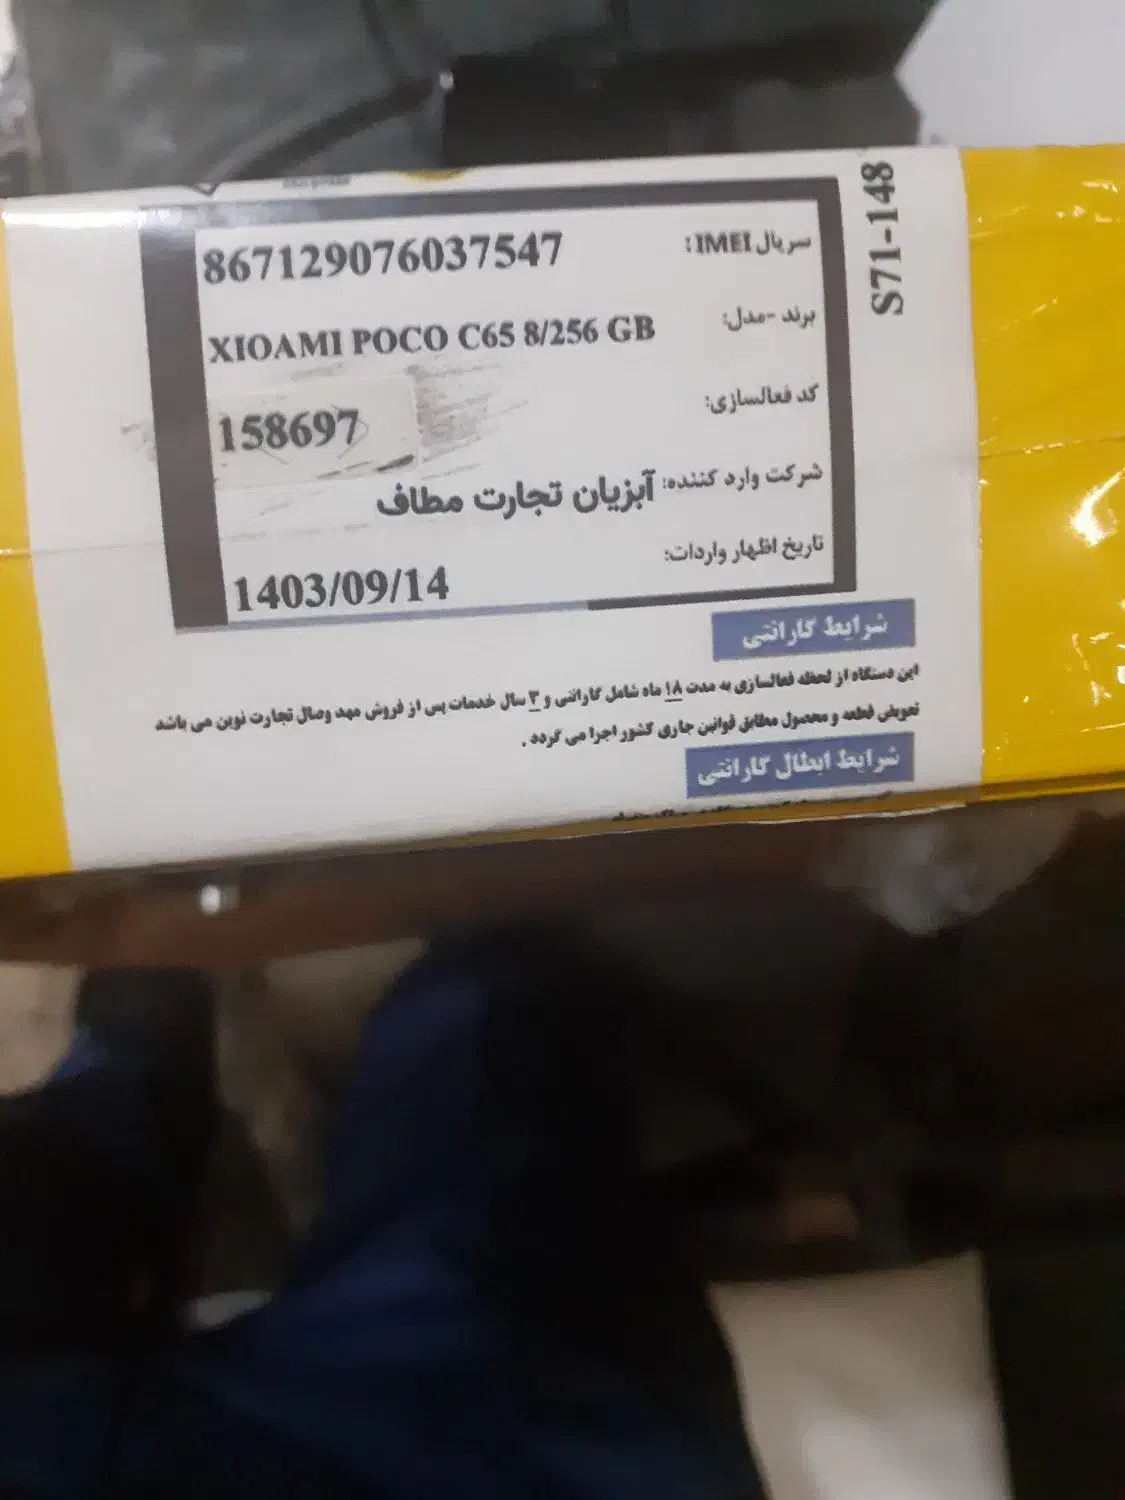 سریال IMEI: 867129076037547
برند -مدل: XIOAMI POCO C65 8/256 GB
کد فعالسازی: 158697
شرکت وارد کننده: آبزیان تجارت مطاف
تاریخ اظهار واردات: 1403/09/14
S71-148
شرایط گارانتی
این دستگاه از لحظه فعالسازی به مدت ۱۸ ماه شامل گارانتی و ۳ سال خدمات پس از فروش مهد وصال تجارت نوین می باشد
تعویض قطعه و محصول مطابق قوانین جاری کشور اجرا می گردد .
شرایط ابطال گارانتی